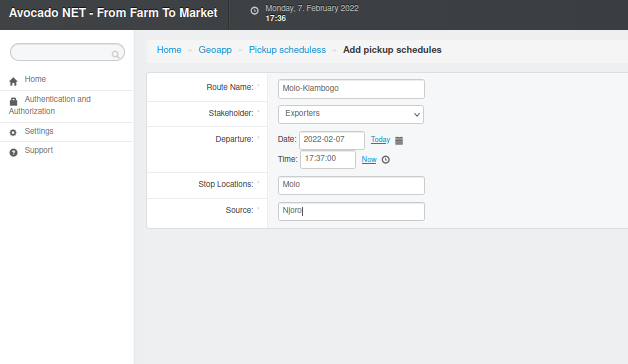 Avocado NET - From Farm To Market
Monday, 7. February 2022
17:36
Home » Geoapp » Pickup scheduless » Add pickup schedules
Home
Authentication and
Authorization
Settings
Support
Route Name: * Molo-Kiambogo
Stakeholder: * Exporters
Departure: * Date: 2022-02-07 Today
Time: 17:37:00 Now
Stop Locations: * Molo
Source: * Njoro